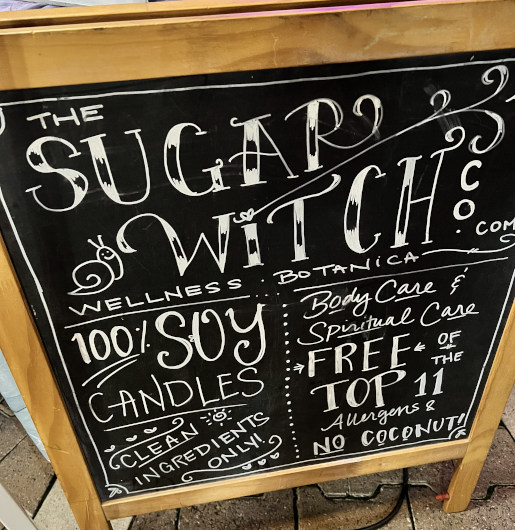 THE
SUGAR
WITCH
CO.COM
WELLNESS · BOTANICA
100% SOY
CANDLES
CLEAN
INGREDIENTS
ONLY!
Body Care &
Spiritual Care
FREE OF THE
TOP 11
Allergens &
NO COCONUT!